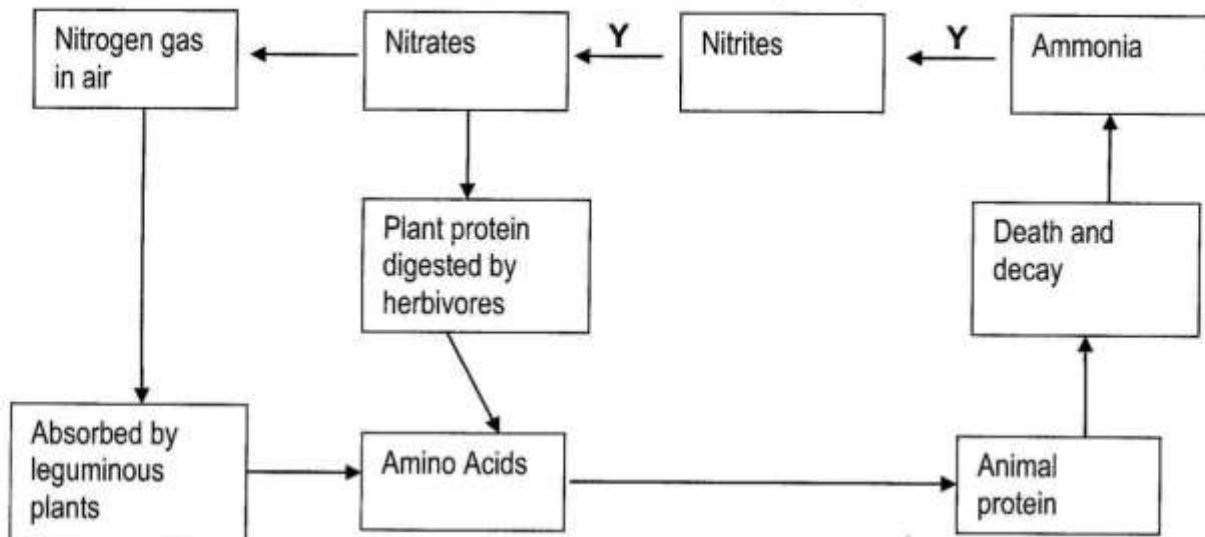 Nitrogen gas
in air
Nitrates
Y
Nitrites
Y
Ammonia
Plant protein
digested by
herbivores
Death and
decay
Absorbed by
leguminous
plants
Amino Acids
Animal
protein